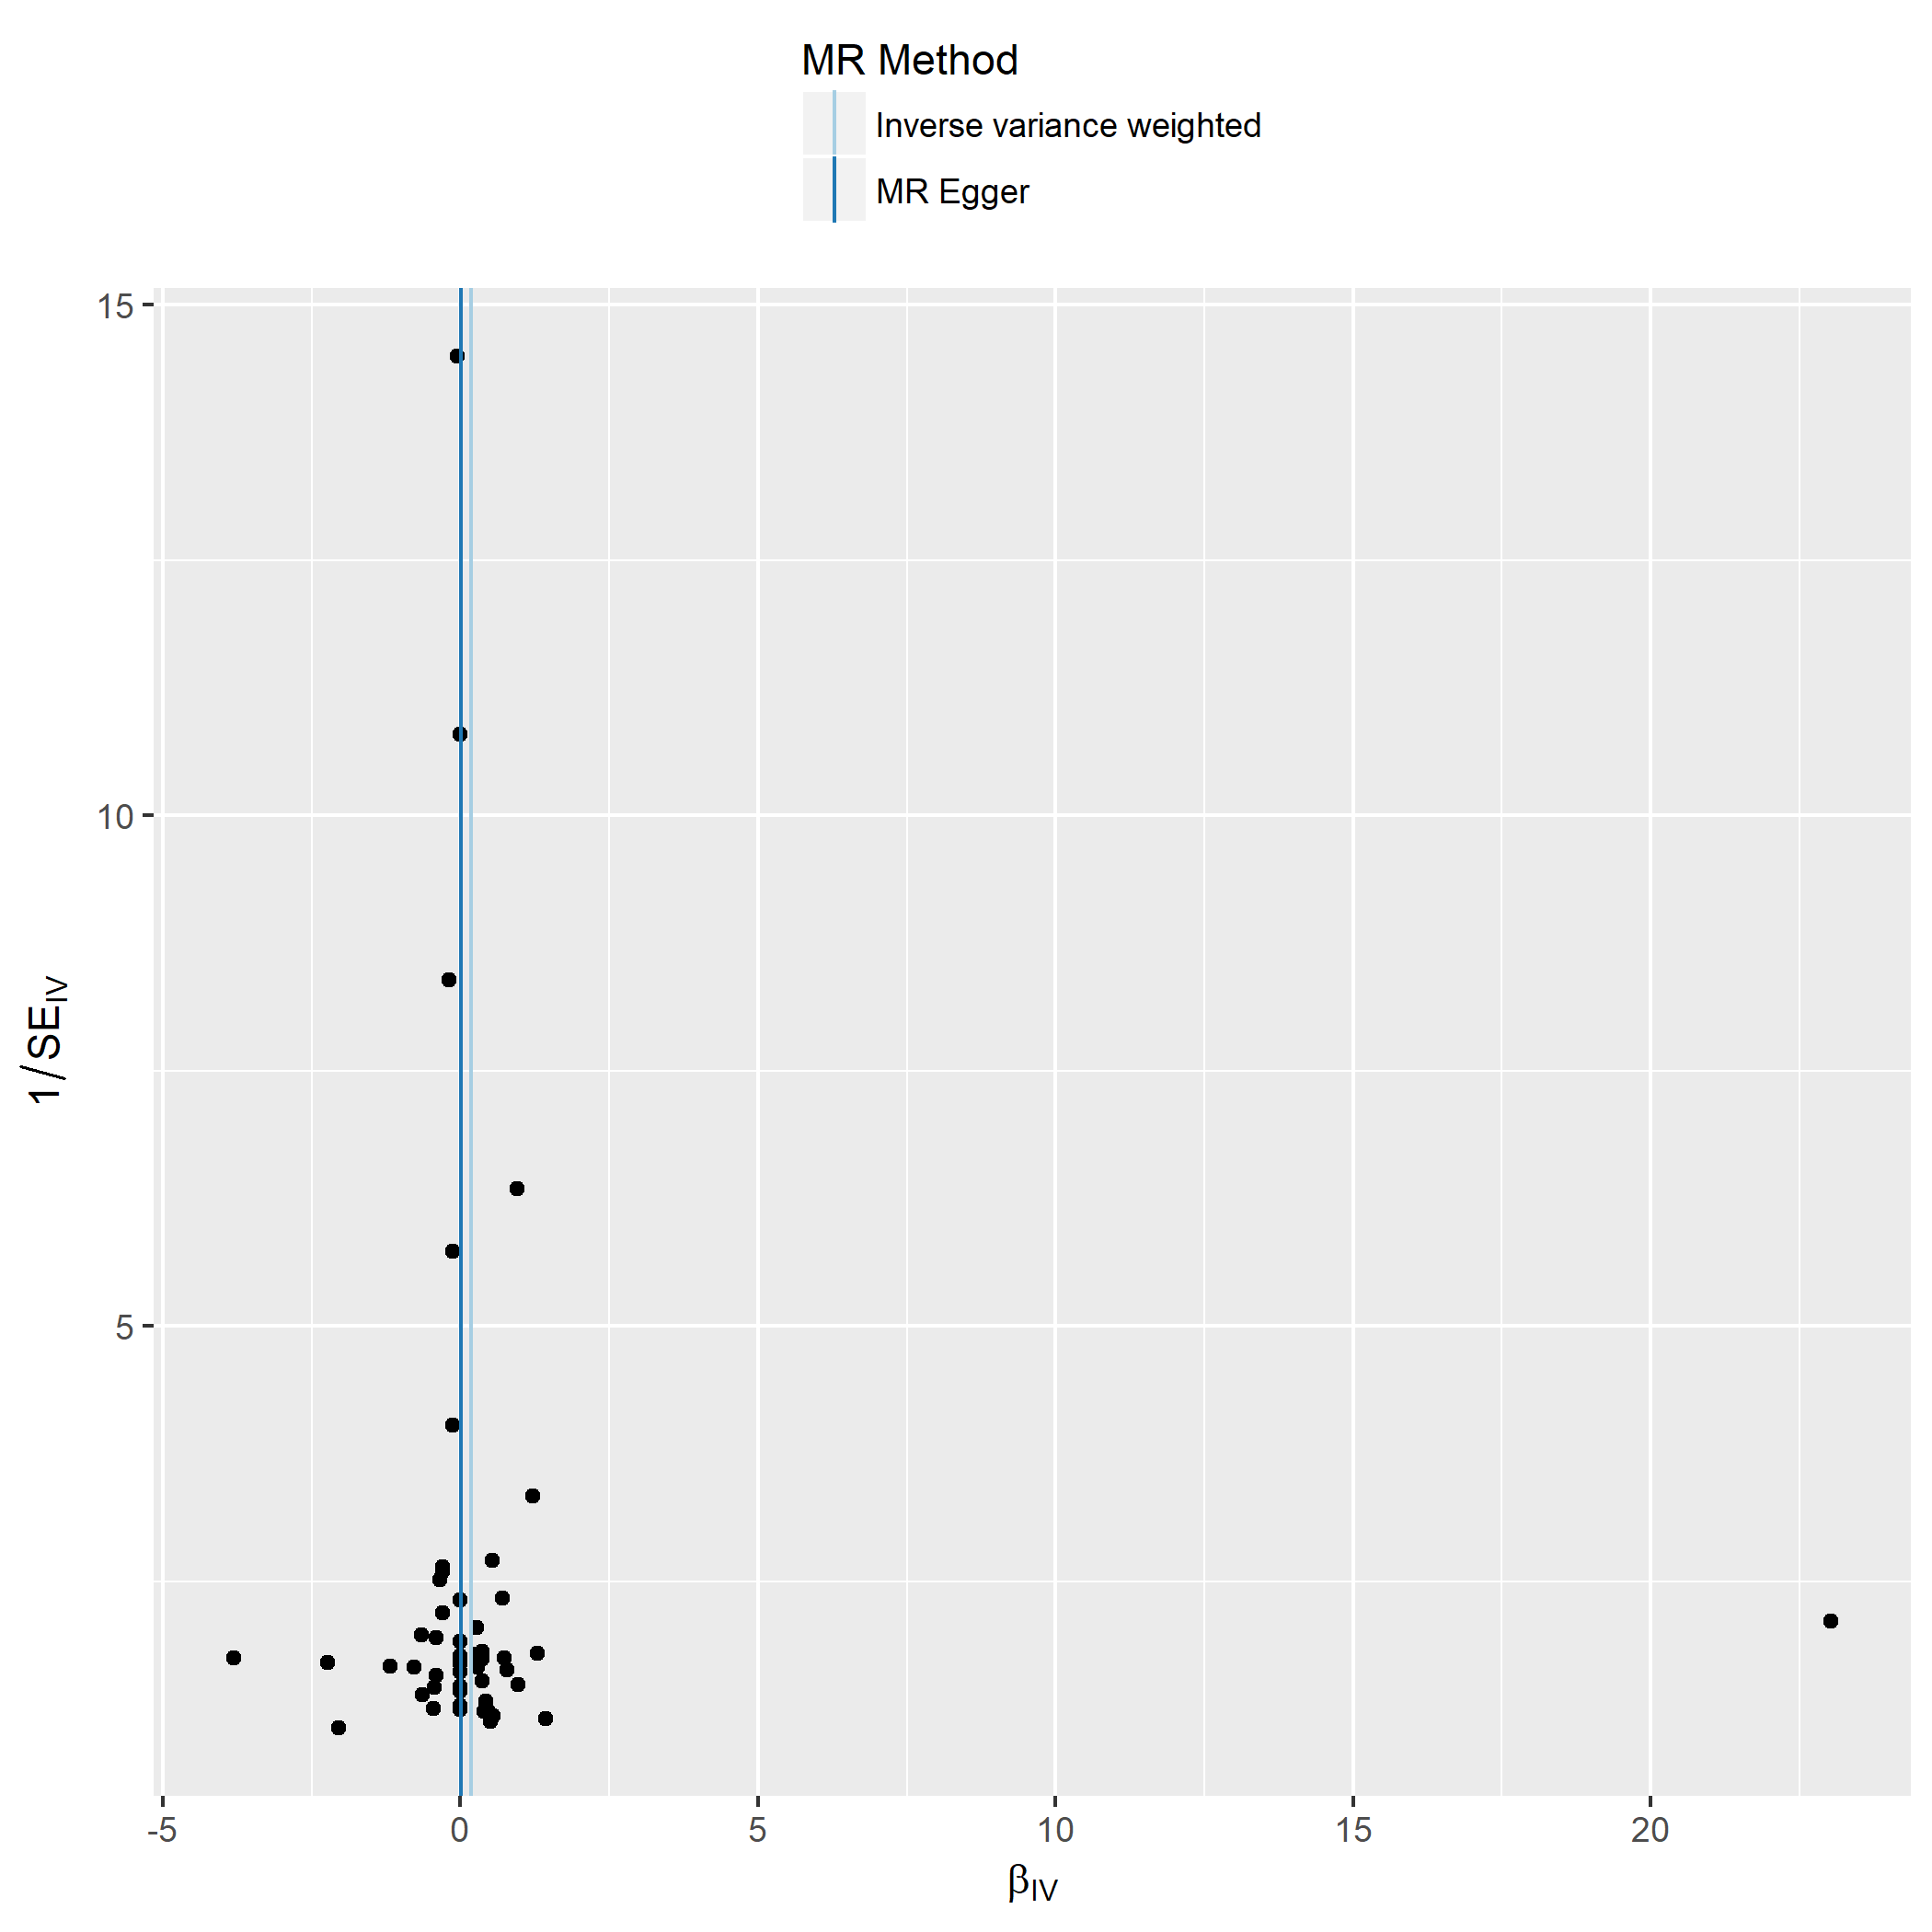 MR Method
Inverse variance weighted
MR Egger
15
10
5
1/SE_IV
-5 0 5 10 15 20
β_IV